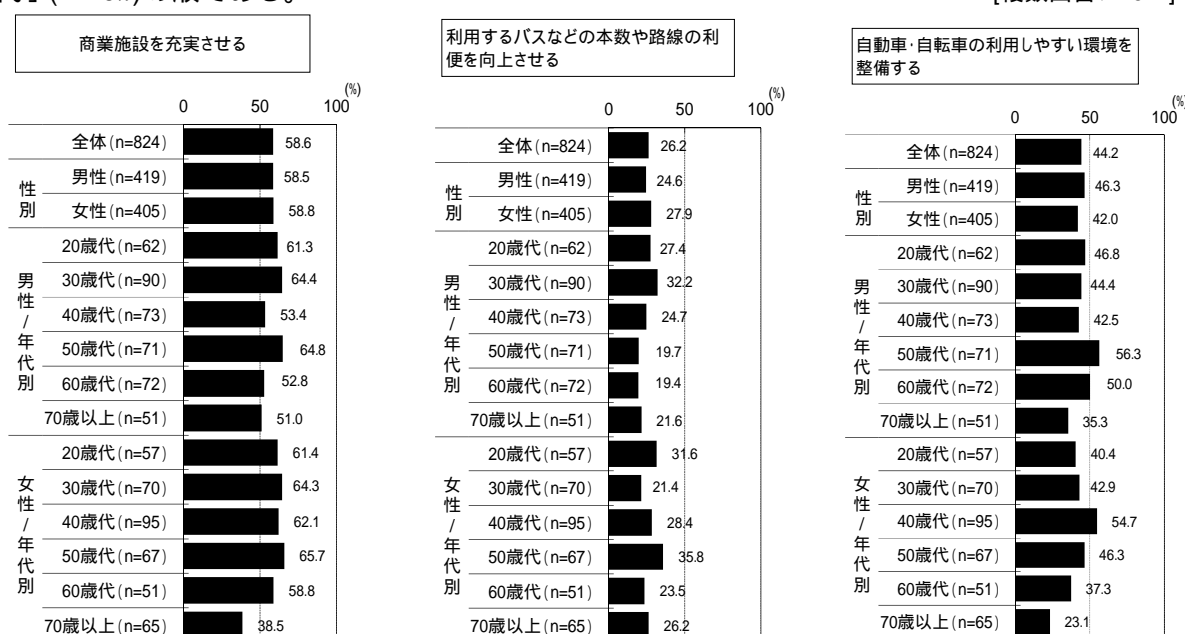 商業施設を充実させる
(%)
0 50 100
全体(n=824) 58.6
性別
男性(n=419) 58.5
女性(n=405) 58.8
男性/年代別
20歳代(n=62) 61.3
30歳代(n=90) 64.4
40歳代(n=73) 53.4
50歳代(n=71) 64.8
60歳代(n=72) 52.8
70歳以上(n=51) 51.0
女性/年代別
20歳代(n=57) 61.4
30歳代(n=70) 64.3
40歳代(n=95) 62.1
50歳代(n=67) 65.7
60歳代(n=51) 58.8
70歳以上(n=65) 38.5
利用するバスなどの本数や路線の利
便を向上させる
(%)
0 50 100
全体(n=824) 26.2
性別
男性(n=419) 24.6
女性(n=405) 27.9
男性/年代別
20歳代(n=62) 27.4
30歳代(n=90) 32.2
40歳代(n=73) 24.7
50歳代(n=71) 19.7
60歳代(n=72) 19.4
70歳以上(n=51) 21.6
女性/年代別
20歳代(n=57) 31.6
30歳代(n=70) 21.4
40歳代(n=95) 28.4
50歳代(n=67) 35.8
60歳代(n=51) 23.5
70歳以上(n=65) 26.2
自動車・自転車の利用しやすい環境を
整備する
(%)
0 50 100
全体(n=824) 44.2
性別
男性(n=419) 46.3
女性(n=405) 42.0
男性/年代別
20歳代(n=62) 46.8
30歳代(n=90) 44.4
40歳代(n=73) 42.5
50歳代(n=71) 56.3
60歳代(n=72) 50.0
70歳以上(n=51) 35.3
女性/年代別
20歳代(n=57) 40.4
30歳代(n=70) 42.9
40歳代(n=95) 54.7
50歳代(n=67) 46.3
60歳代(n=51) 37.3
70歳以上(n=65) 23.1